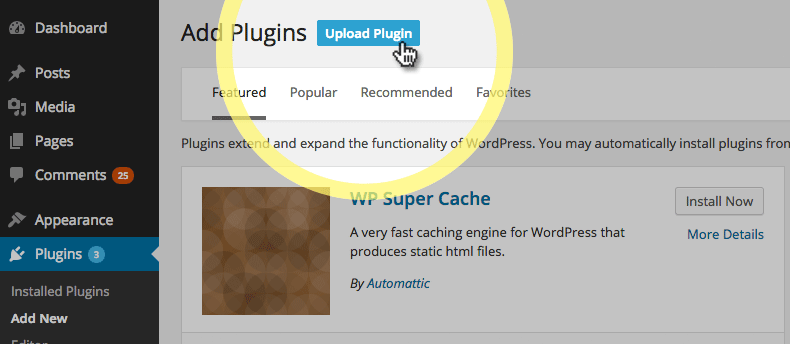 Dashboard
Posts
Media
Pages
Comments 25
Appearance
Plugins 3
Installed Plugins
Add New
Editor
Add Plugins Upload Plugin
Featured Popular Recommended Favorites
Plugins extend and expand the functionality of WordPress. You may automatically install plugins from
WP Super Cache
Install Now
A very fast caching engine for WordPress that
produces static html files.
More Details
By Automattic